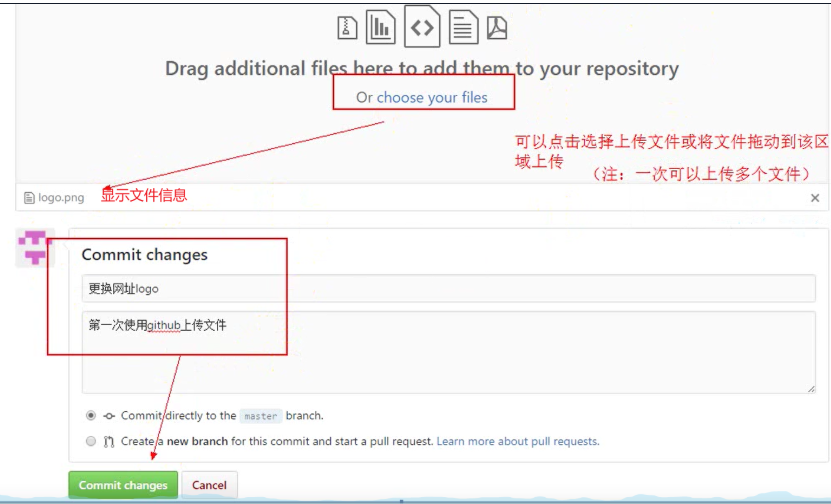 Drag additional files here to add them to your repository
Or choose your files
可以点击选择上传文件或将文件拖动到该区
域上传
（注：一次可以上传多个文件）
logo.png
显示文件信息
Commit changes
更换网址logo
第一次使用github上传文件
Commit directly to the master branch.
Create a new branch for this commit and start a pull request. Learn more about pull requests.
Commit changes
Cancel